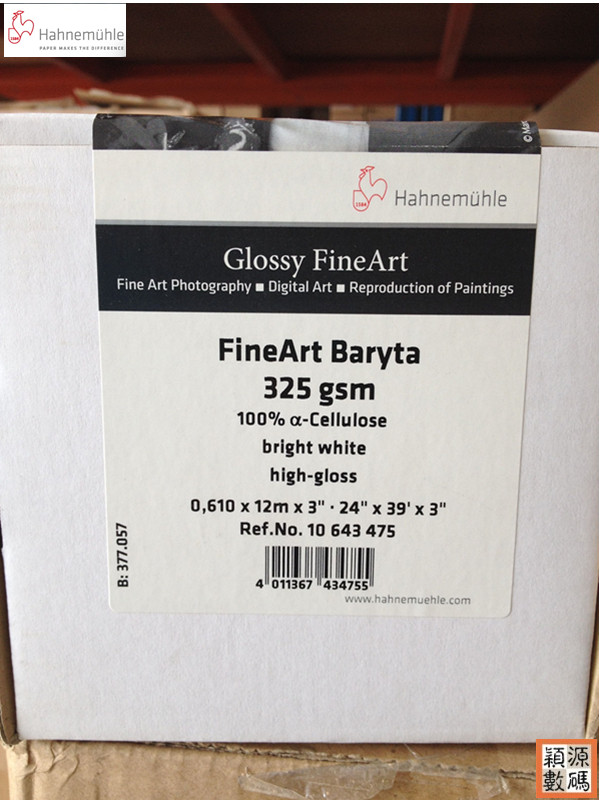 1584
Hahnemühle
PAPER MAKES THE DIFFERENCE
1584
Hahnemühle
Glossy FineArt
Fine Art Photography ■ Digital Art ■ Reproduction of Paintings
FineArt Baryta
325 gsm
100% α-Cellulose
bright white
high-gloss
0,610 x 12m x 3" · 24" x 39' x 3"
Ref.No. 10 643 475
B: 377.057
4 011367 434755
www.hahnemuehle.com
穎源
數碼